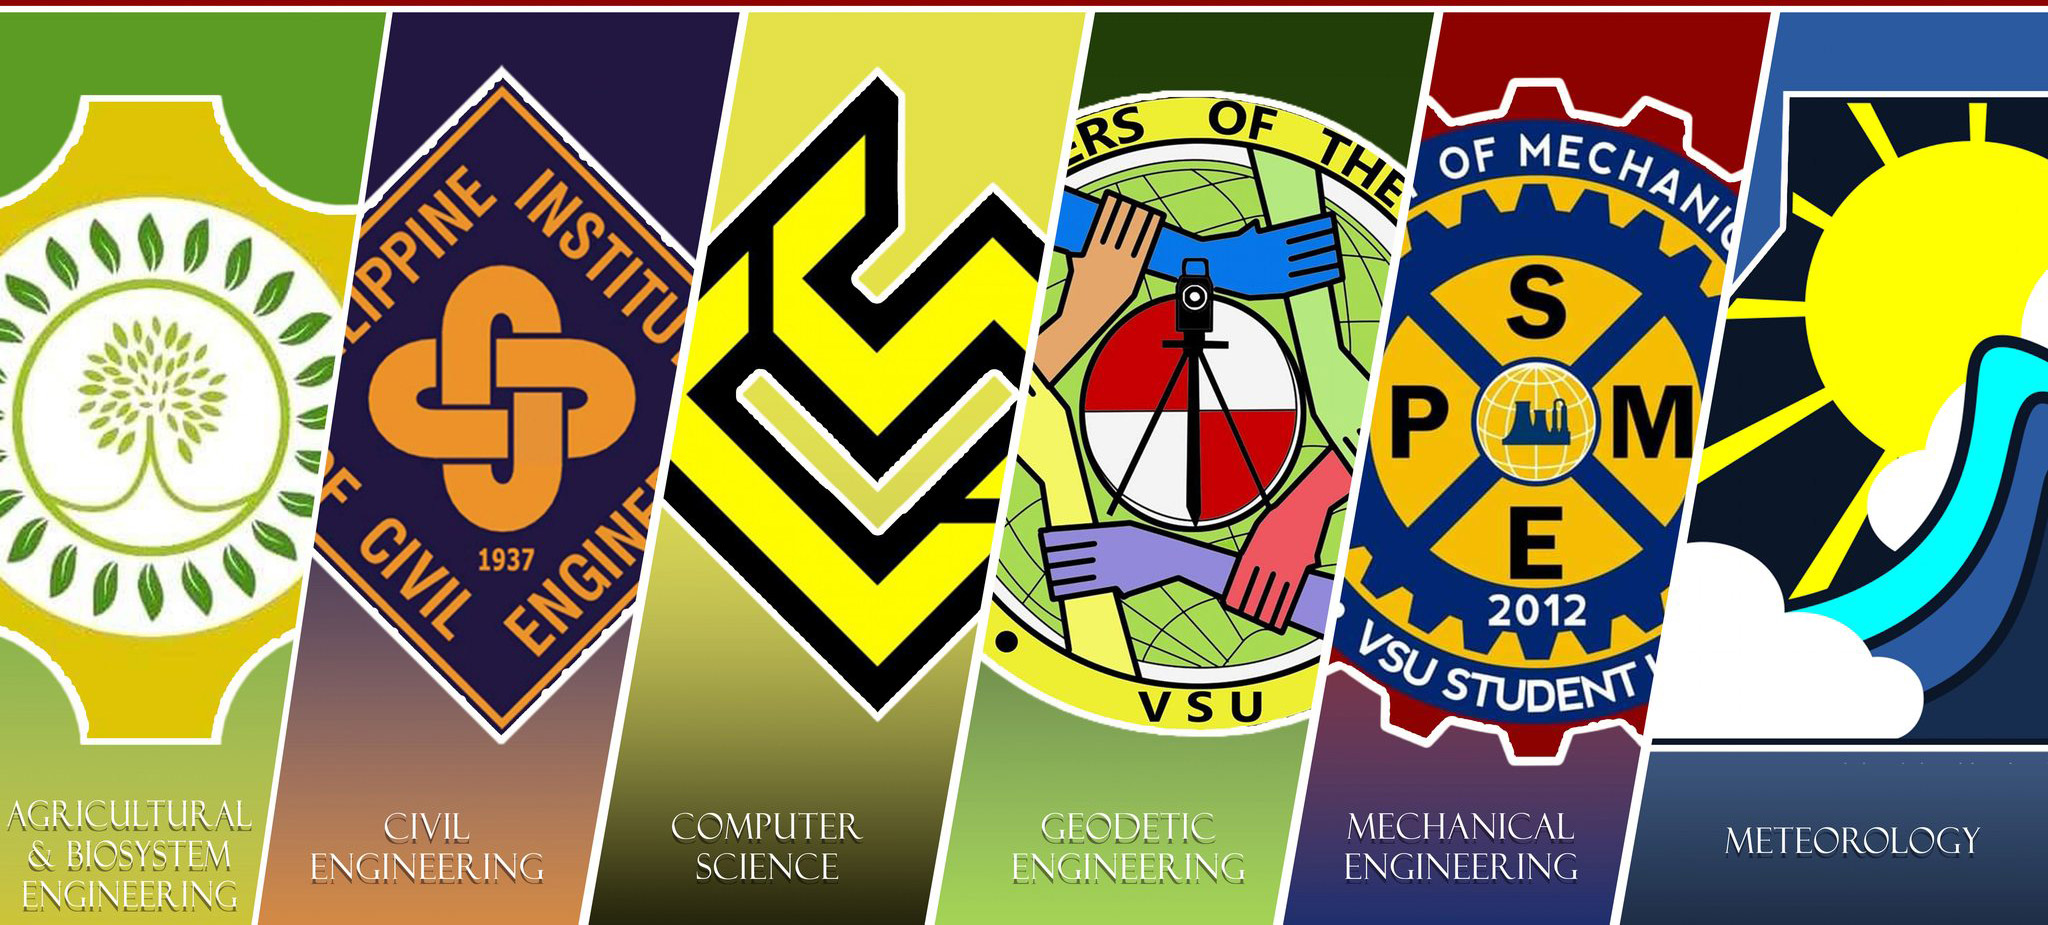 LIPPINE INSTITU
OF CIVIL ENGINE
1937
ERS OF THE
VSU
OF MECHANIC
S
P M
E
2012
VSU STUDENT
AGRICULTURAL
& BIOSYSTEM
ENGINEERING
CIVIL
ENGINEERING
COMPUTER
SCIENCE
GEODETIC
ENGINEERING
MECHANICAL
ENGINEERING
METEOROLOGY